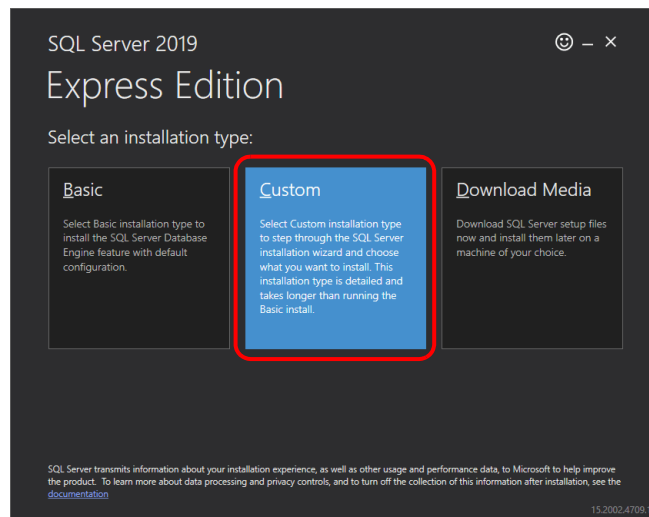 SQL Server 2019
Express Edition
Select an installation type:
Basic
Select Basic installation type to
install the SQL Server Database
Engine feature with default
configuration.
Custom
Select Custom installation type
to step through the SQL Server
installation wizard and choose
what you want to install. This
installation type is detailed and
takes longer than running the
Basic install.
Download Media
Download SQL Server setup files
now and install them later on a
machine of your choice.
SQL Server transmits information about your installation experience, as well as other usage and performance data, to Microsoft to help improve
the product. To learn more about data processing and privacy controls, and to turn off the collection of this information after installation, see the
documentation
15.2002.4709.